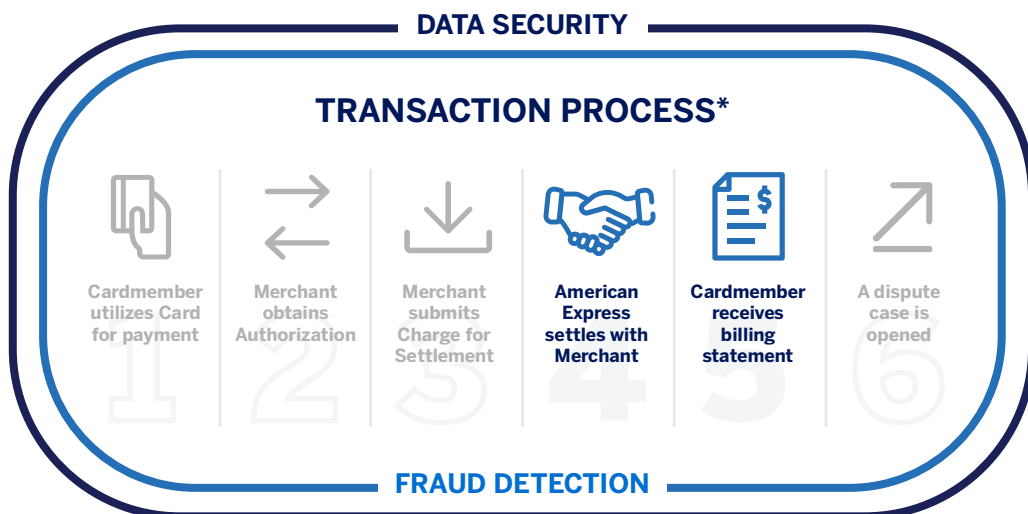 DATA SECURITY
TRANSACTION PROCESS*
$
Cardmember
utilizes Card
for payment
1
Merchant
obtains
Authorization
2
Merchant
submits
Charge for
Settlement
3
American
Express
settles with
Merchant
4
Cardmember
receives
billing
statement
5
A dispute
case is
opened
6
FRAUD DETECTION